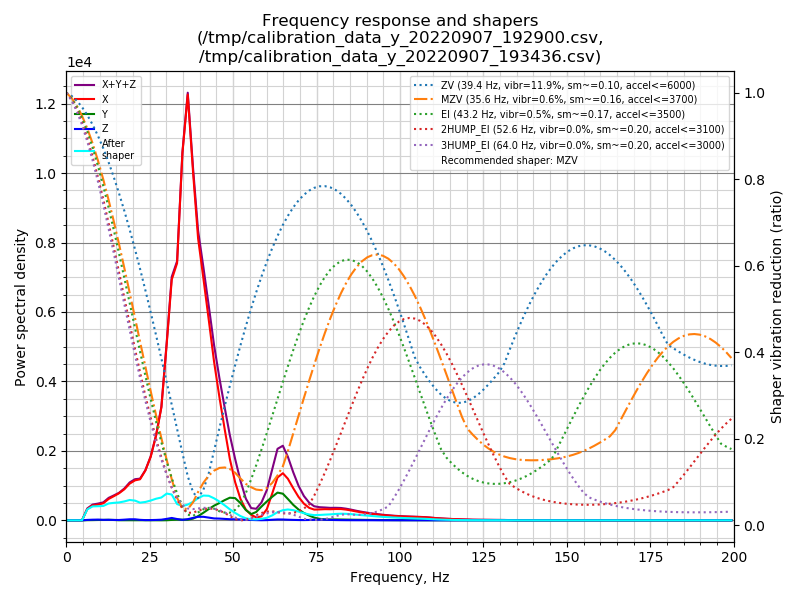 Frequency response and shapers
(/tmp/calibration_data_y_20220907_192900.csv,
/tmp/calibration_data_y_20220907_193436.csv)
1e4
X+Y+Z
X
Y
Z
After
shaper
ZV (39.4 Hz, vibr=11.9%, sm~=0.10, accel<=6000)
MZV (35.6 Hz, vibr=0.6%, sm~=0.16, accel<=3700)
EI (43.2 Hz, vibr=0.5%, sm~=0.17, accel<=3500)
2HUMP_EI (52.6 Hz, vibr=0.0%, sm~=0.20, accel<=3100)
3HUMP_EI (64.0 Hz, vibr=0.0%, sm~=0.20, accel<=3000)
Recommended shaper: MZV
Power spectral density
1.2
1.0
0.8
0.6
0.4
0.2
0.0
Shaper vibration reduction (ratio)
1.0
0.8
0.6
0.4
0.2
0.0
0 25 50 75 100 125 150 175 200
Frequency, Hz